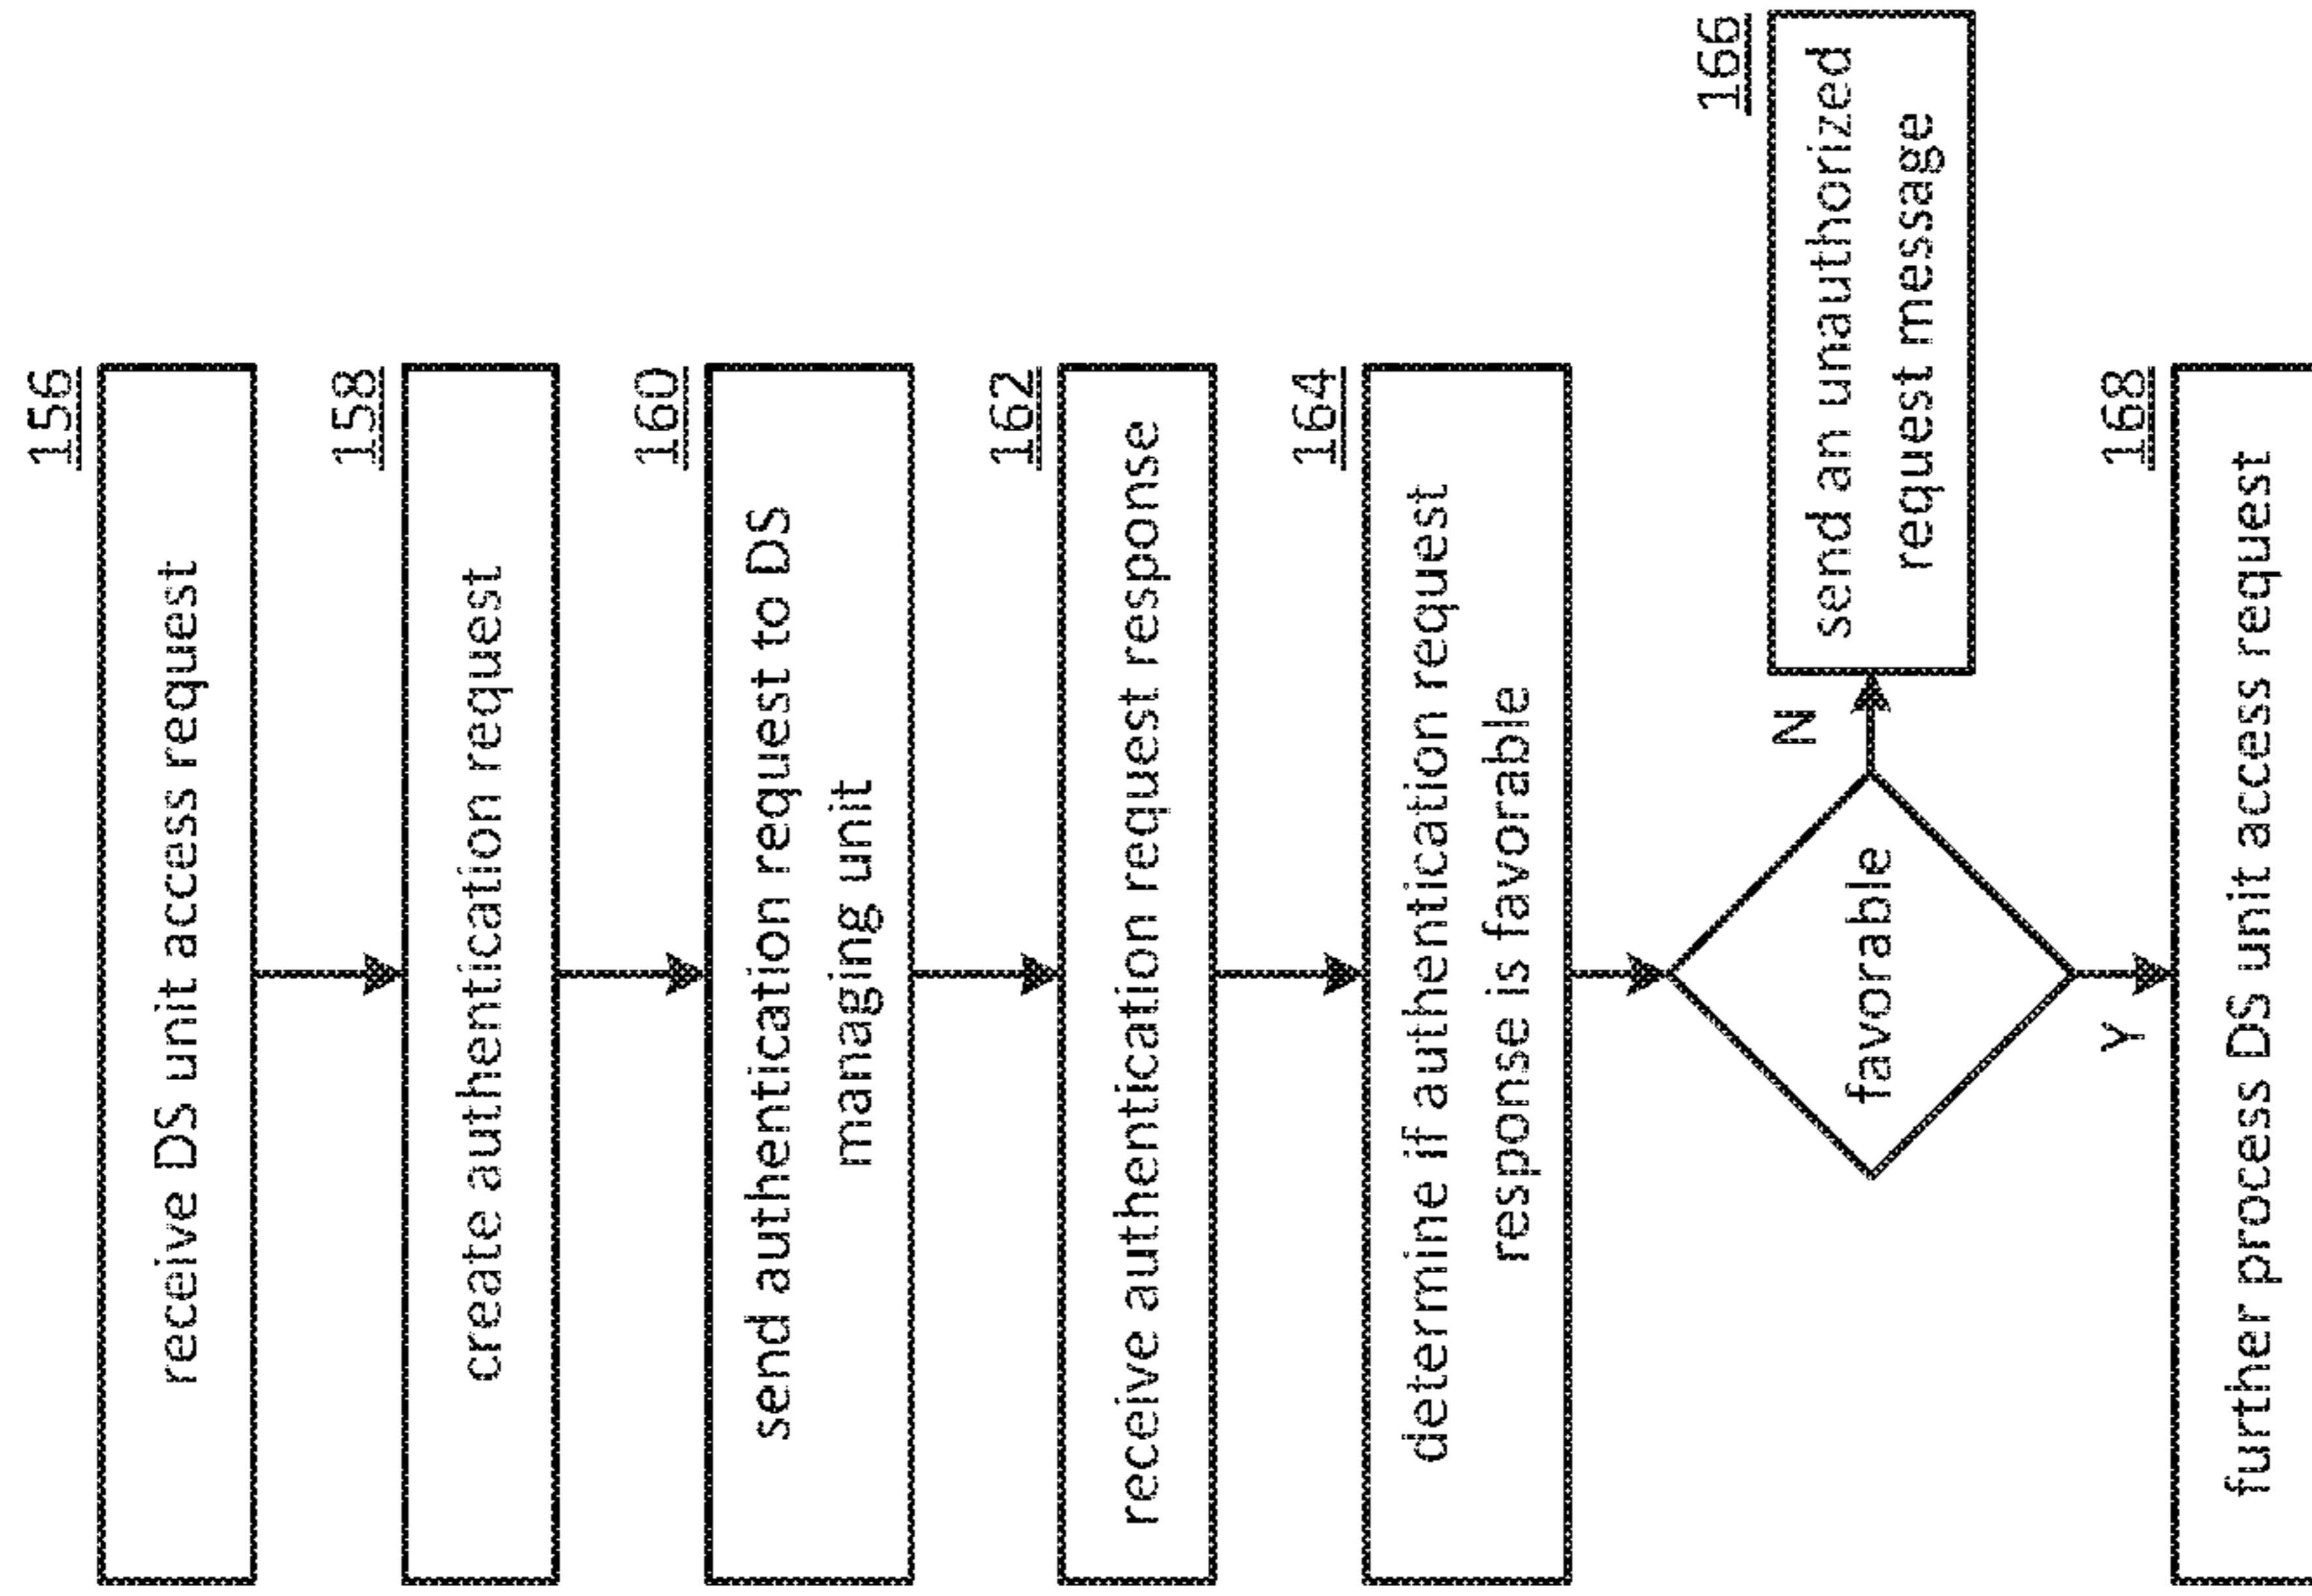 156
receive DS unit access request
158
create authentication request
160
send authentication request to DS
managing unit
162
receive authentication request response
164
determine if authentication request
response is favorable
favorable
N
166
send an unauthorized
request message
Y
168
further process DS unit access request